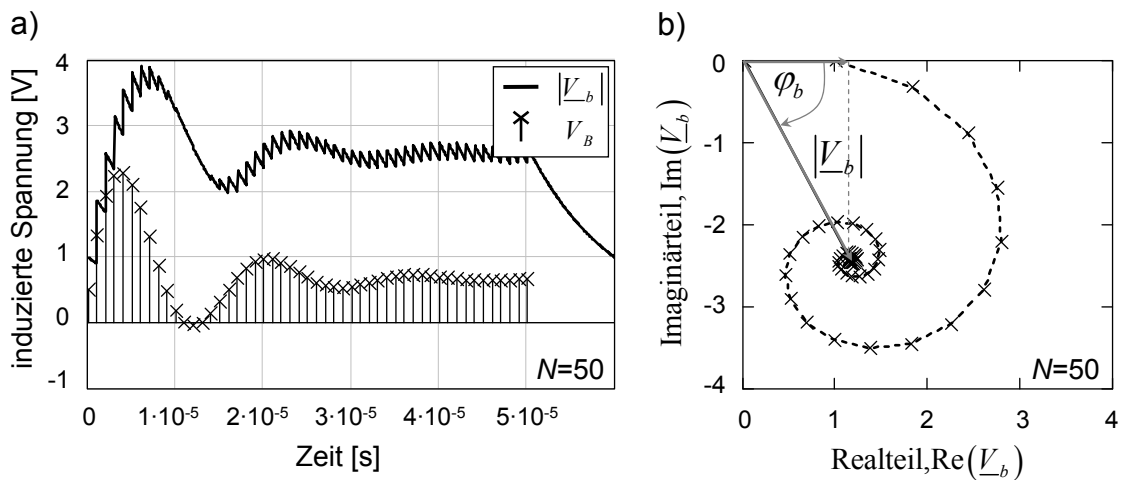 a)
induzierte Spannung [V]
4
3
2
1
0
-1
|V_b|
V_B
N=50
0
1·10⁻⁵
2·10⁻⁵
3·10⁻⁵
4·10⁻⁵
5·10⁻⁵
Zeit [s]
b)
Imaginärteil,Im(V_b)
0
-1
-2
-3
-4
φ_b
|V_b|
N=50
0
1
2
3
4
Realteil,Re(V_b)